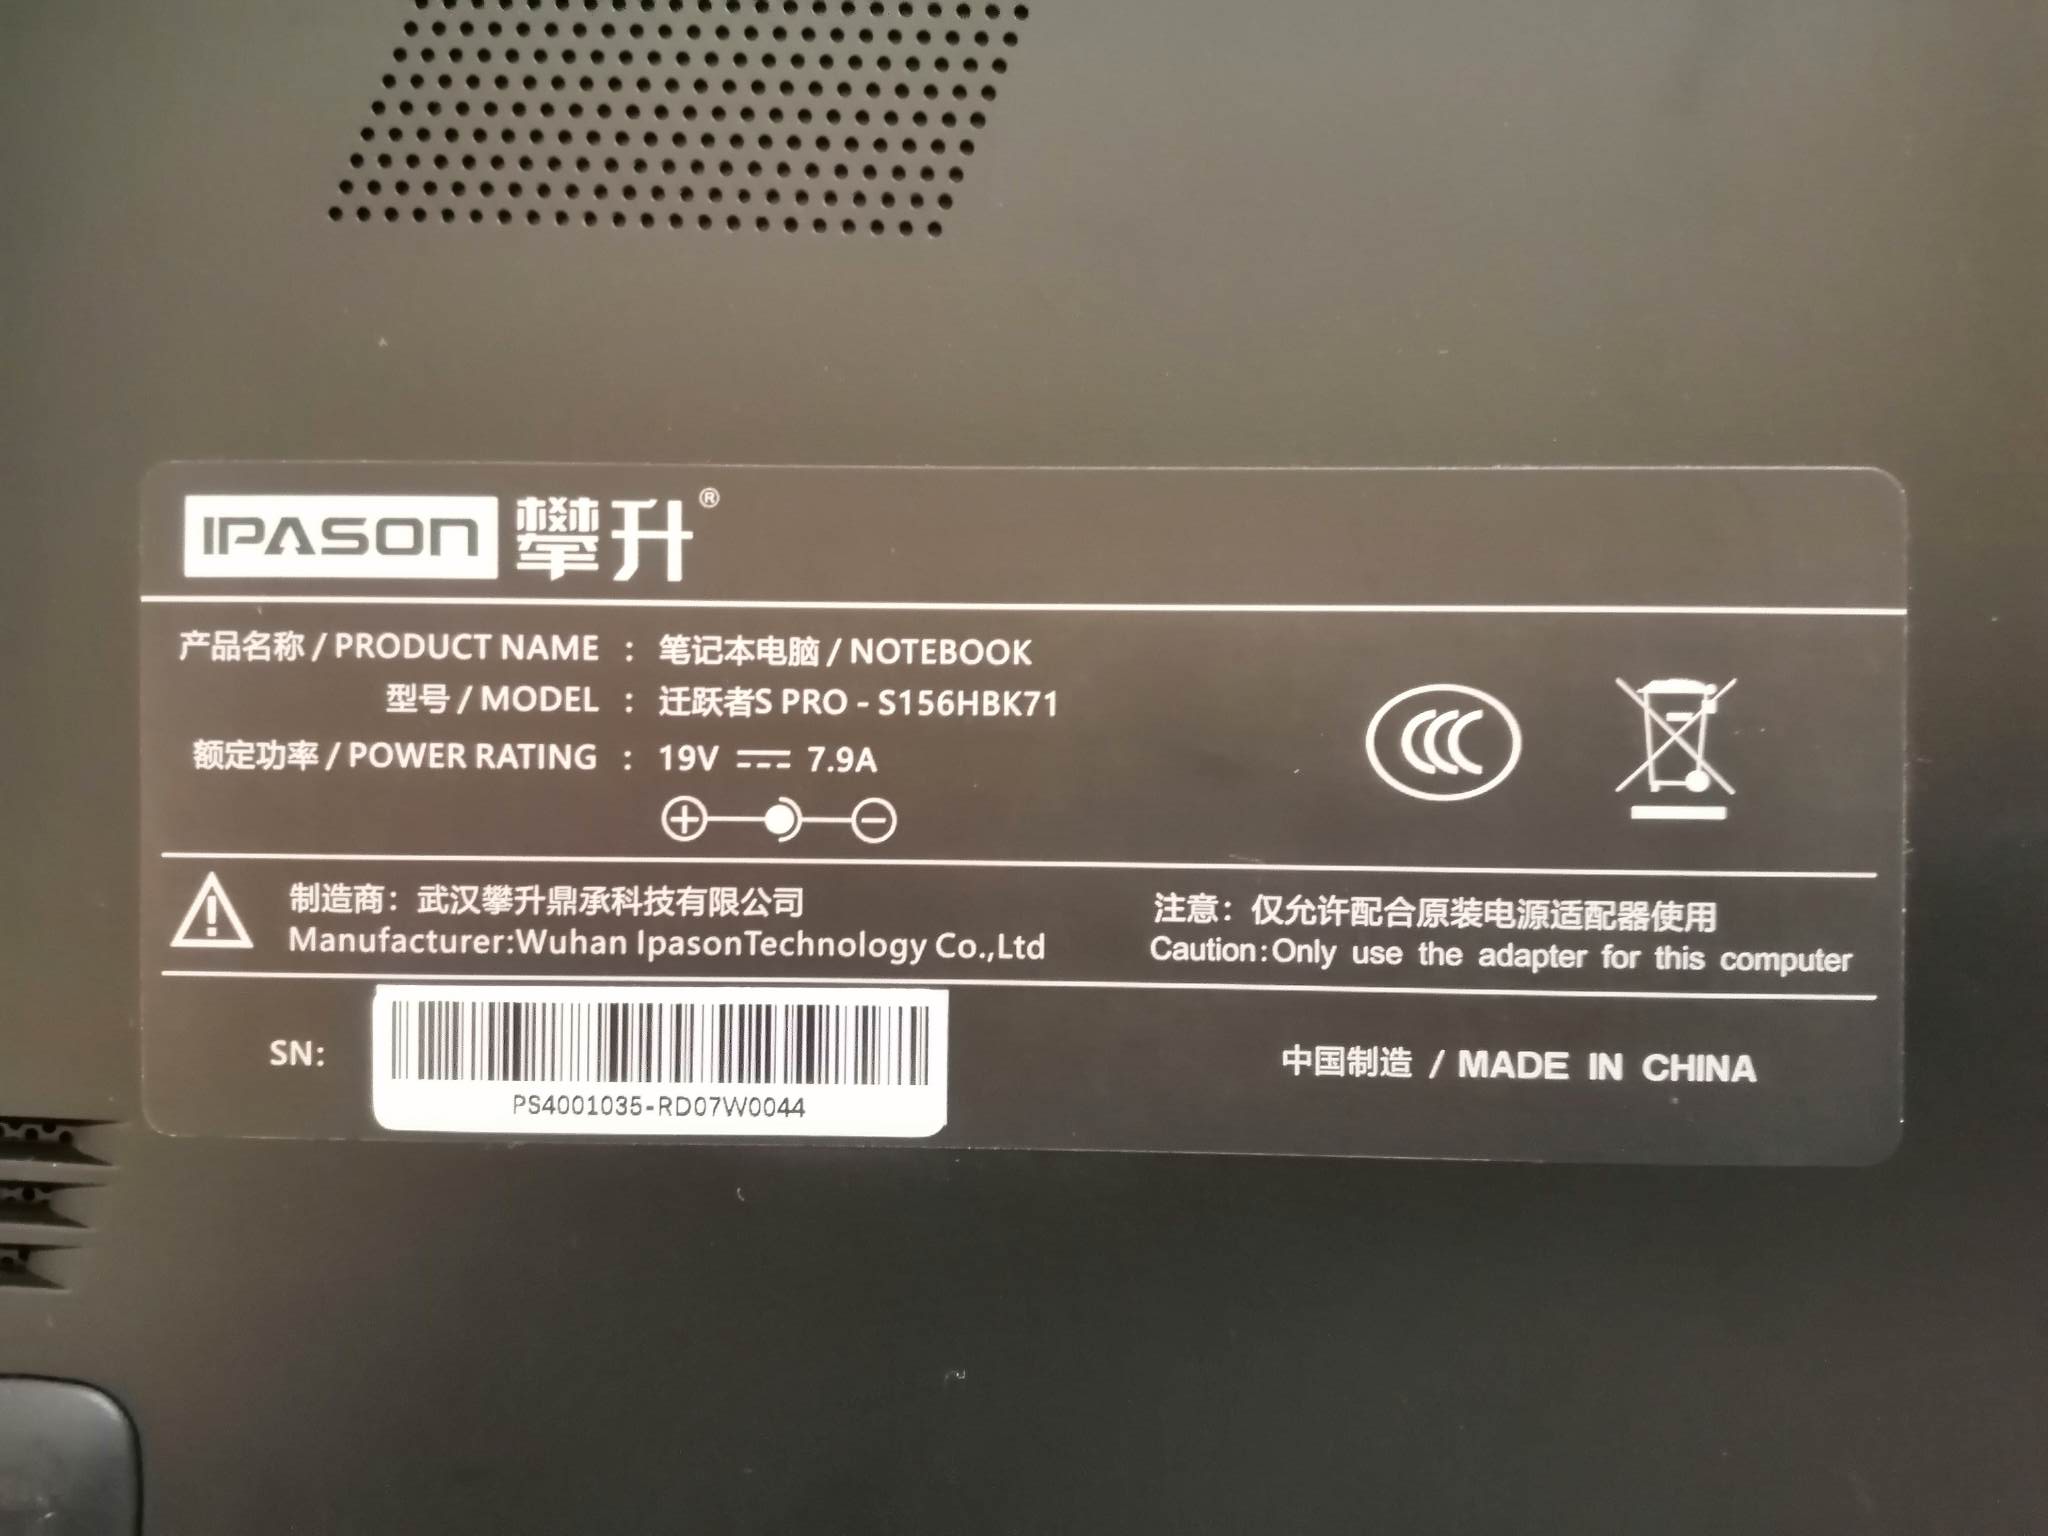 IPASON 攀升®
产品名称 / PRODUCT NAME : 笔记本电脑 / NOTEBOOK
型号 / MODEL : 迁跃者S PRO - S156HBK71
额定功率 / POWER RATING : 19V ⎓ 7.9A
制造商：武汉攀升鼎承科技有限公司
Manufacturer:Wuhan IpasonTechnology Co.,Ltd
注意：仅允许配合原装电源适配器使用
Caution:Only use the adapter for this computer
SN:
PS4001035-RD07W0044
中国制造 / MADE IN CHINA